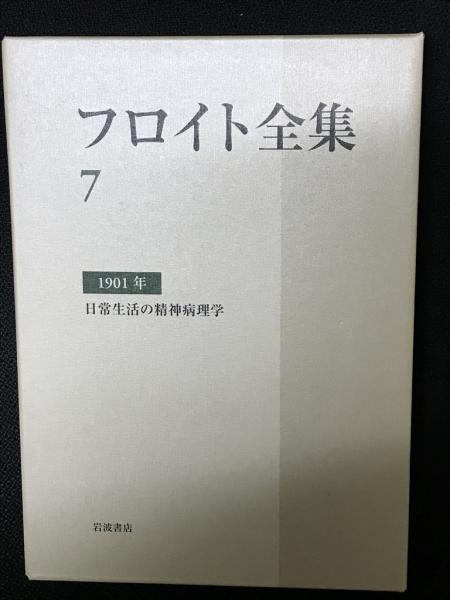 フロイト全集
7
1901年
日常生活の精神病理学
岩波書店